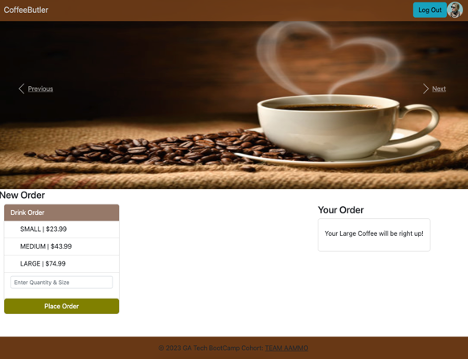 CoffeeButler
Log Out
Previous
Next
New Order
Drink Order
SMALL | $23.99
MEDIUM | $43.99
LARGE | $74.99
Enter Quantity & Size
Place Order
Your Order
Your Large Coffee will be right up!
© 2023 GA Tech BootCamp Cohort: TEAM